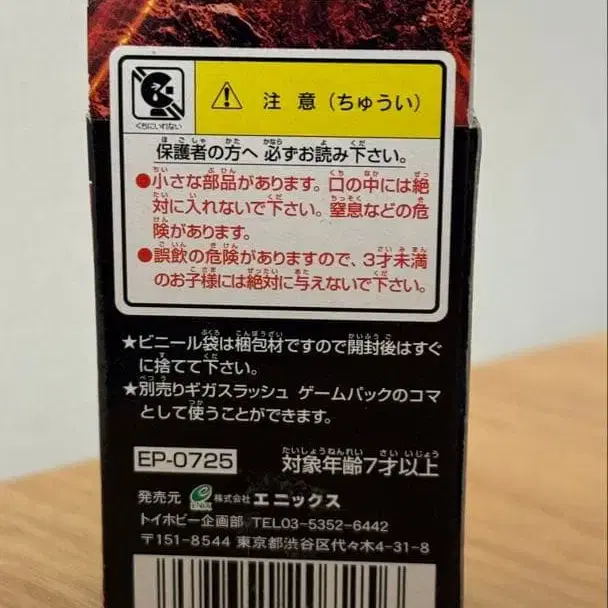 くちにいれない
注 意（ちゅうい）
保護者の方へ 必ずお読み下さい。
●小さな部品があります。口の中には絶
対に入れないで下さい。窒息などの危
険があります。
●誤飲の危険がありますので、3才未満
のお子様には絶対に与えないで下さい。
★ビニール袋は梱包材ですので開封後はすぐ
に捨てて下さい。
★別売りギガスラッシュ ゲームパックのコマ
として使うことができます。
EP-0725 対象年齢7才以上
発売元 ENIX 株式会社 エニックス
トイホビー企画部 TEL03-5352-6442
〒151-8544 東京都渋谷区代々木4-31-8